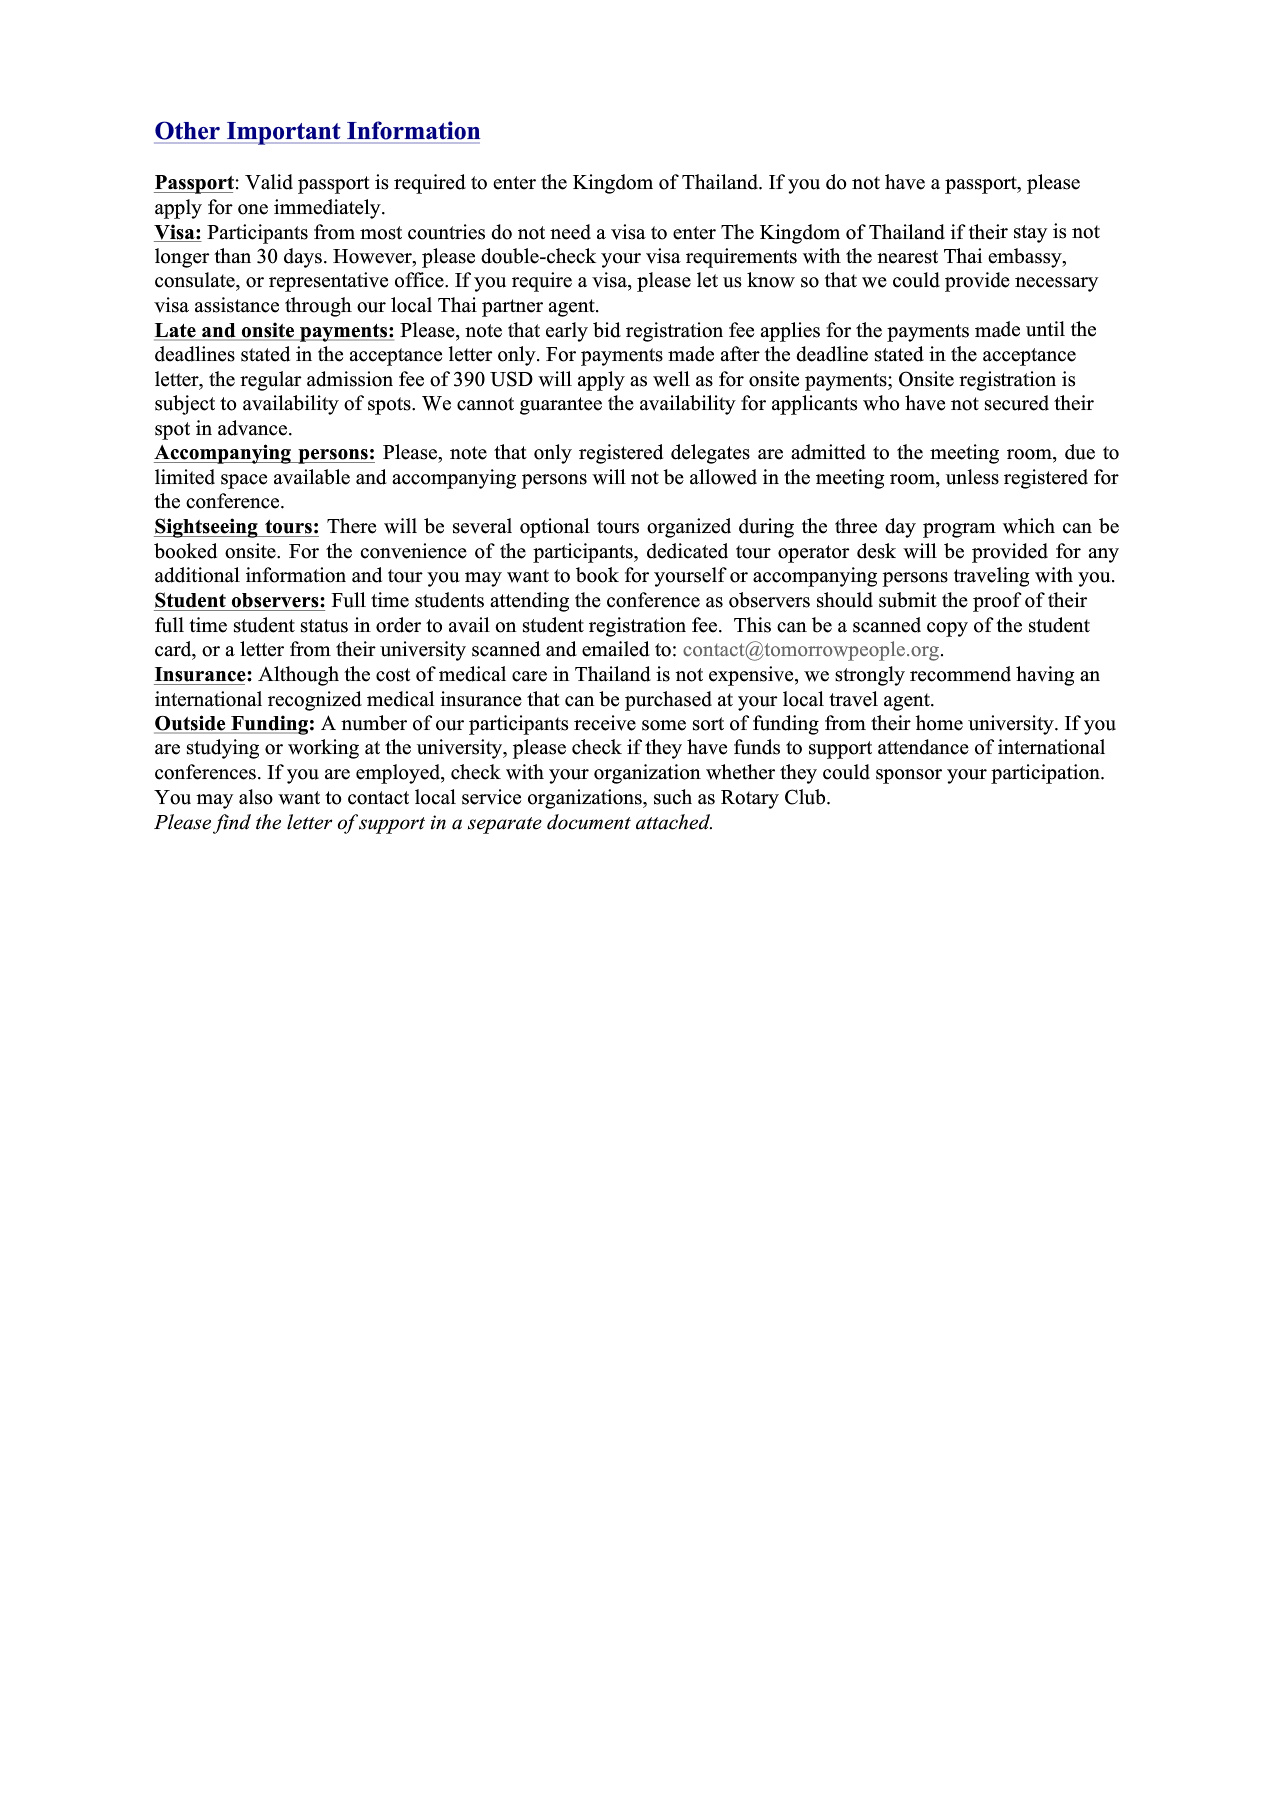 Other Important Information
Passport: Valid passport is required to enter the Kingdom of Thailand. If you do not have a passport, please
apply for one immediately.
Visa: Participants from most countries do not need a visa to enter The Kingdom of Thailand if their stay is not
longer than 30 days. However, please double-check your visa requirements with the nearest Thai embassy,
consulate, or representative office. If you require a visa, please let us know so that we could provide necessary
visa assistance through our local Thai partner agent.
Late and onsite payments: Please, note that early bid registration fee applies for the payments made until the
deadlines stated in the acceptance letter only. For payments made after the deadline stated in the acceptance
letter, the regular admission fee of 390 USD will apply as well as for onsite payments; Onsite registration is
subject to availability of spots. We cannot guarantee the availability for applicants who have not secured their
spot in advance.
Accompanying persons: Please, note that only registered delegates are admitted to the meeting room, due to
limited space available and accompanying persons will not be allowed in the meeting room, unless registered for
the conference.
Sightseeing tours: There will be several optional tours organized during the three day program which can be
booked onsite. For the convenience of the participants, dedicated tour operator desk will be provided for any
additional information and tour you may want to book for yourself or accompanying persons traveling with you.
Student observers: Full time students attending the conference as observers should submit the proof of their
full time student status in order to avail on student registration fee.  This can be a scanned copy of the student
card, or a letter from their university scanned and emailed to: contact@tomorrowpeople.org.
Insurance: Although the cost of medical care in Thailand is not expensive, we strongly recommend having an
international recognized medical insurance that can be purchased at your local travel agent.
Outside Funding: A number of our participants receive some sort of funding from their home university. If you
are studying or working at the university, please check if they have funds to support attendance of international
conferences. If you are employed, check with your organization whether they could sponsor your participation.
You may also want to contact local service organizations, such as Rotary Club.
Please find the letter of support in a separate document attached.